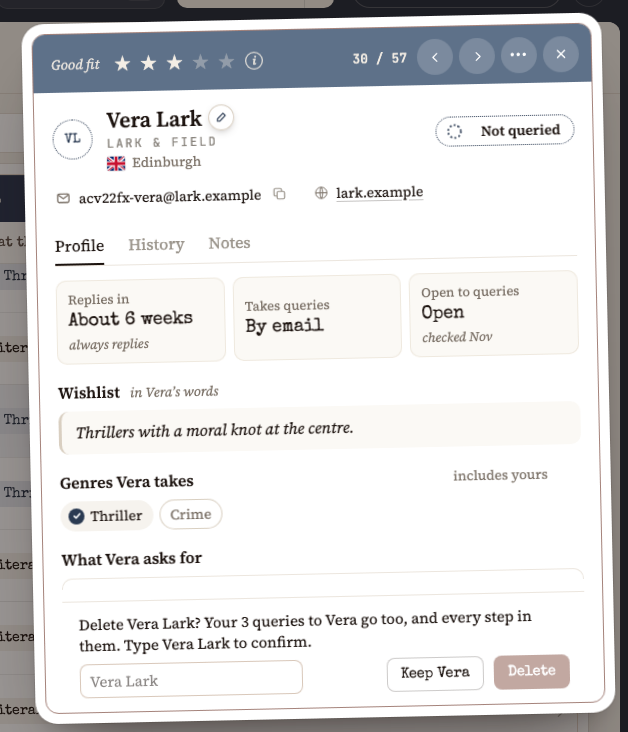 Good fit
30 / 57
Vera Lark
VL
LARK & FIELD
Edinburgh
Not queried
acv22fx-vera@lark.example
lark.example
Profile
History
Notes
Replies in
About 6 weeks
always replies
Takes queries
By email
Open to queries
Open
checked Nov
Wishlist in Vera's words
Thrillers with a moral knot at the centre.
Genres Vera takes
includes yours
Thriller
Crime
What Vera asks for
Delete Vera Lark? Your 3 queries to Vera go too, and every step in
them. Type Vera Lark to confirm.
Vera Lark
Keep Vera
Delete